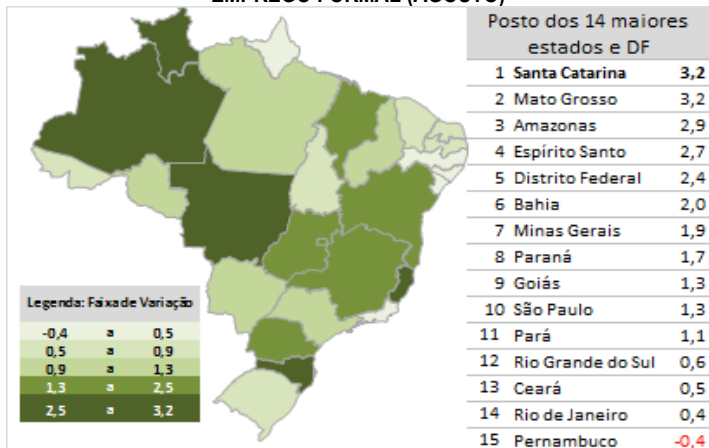 EMPREGO FORMAL (AGOSTO)
Posto dos 14 maiores
estados e DF
1 Santa Catarina 3,2
2 Mato Grosso 3,2
3 Amazonas 2,9
4 Espírito Santo 2,7
5 Distrito Federal 2,4
6 Bahia 2,0
7 Minas Gerais 1,9
8 Paraná 1,7
9 Goiás 1,3
10 São Paulo 1,3
11 Pará 1,1
12 Rio Grande do Sul 0,6
13 Ceará 0,5
14 Rio de Janeiro 0,4
15 Pernambuco -0,4
Legenda: Faixa de Variação
-0,4 a 0,5
0,5 a 0,9
0,9 a 1,3
1,3 a 2,5
2,5 a 3,2